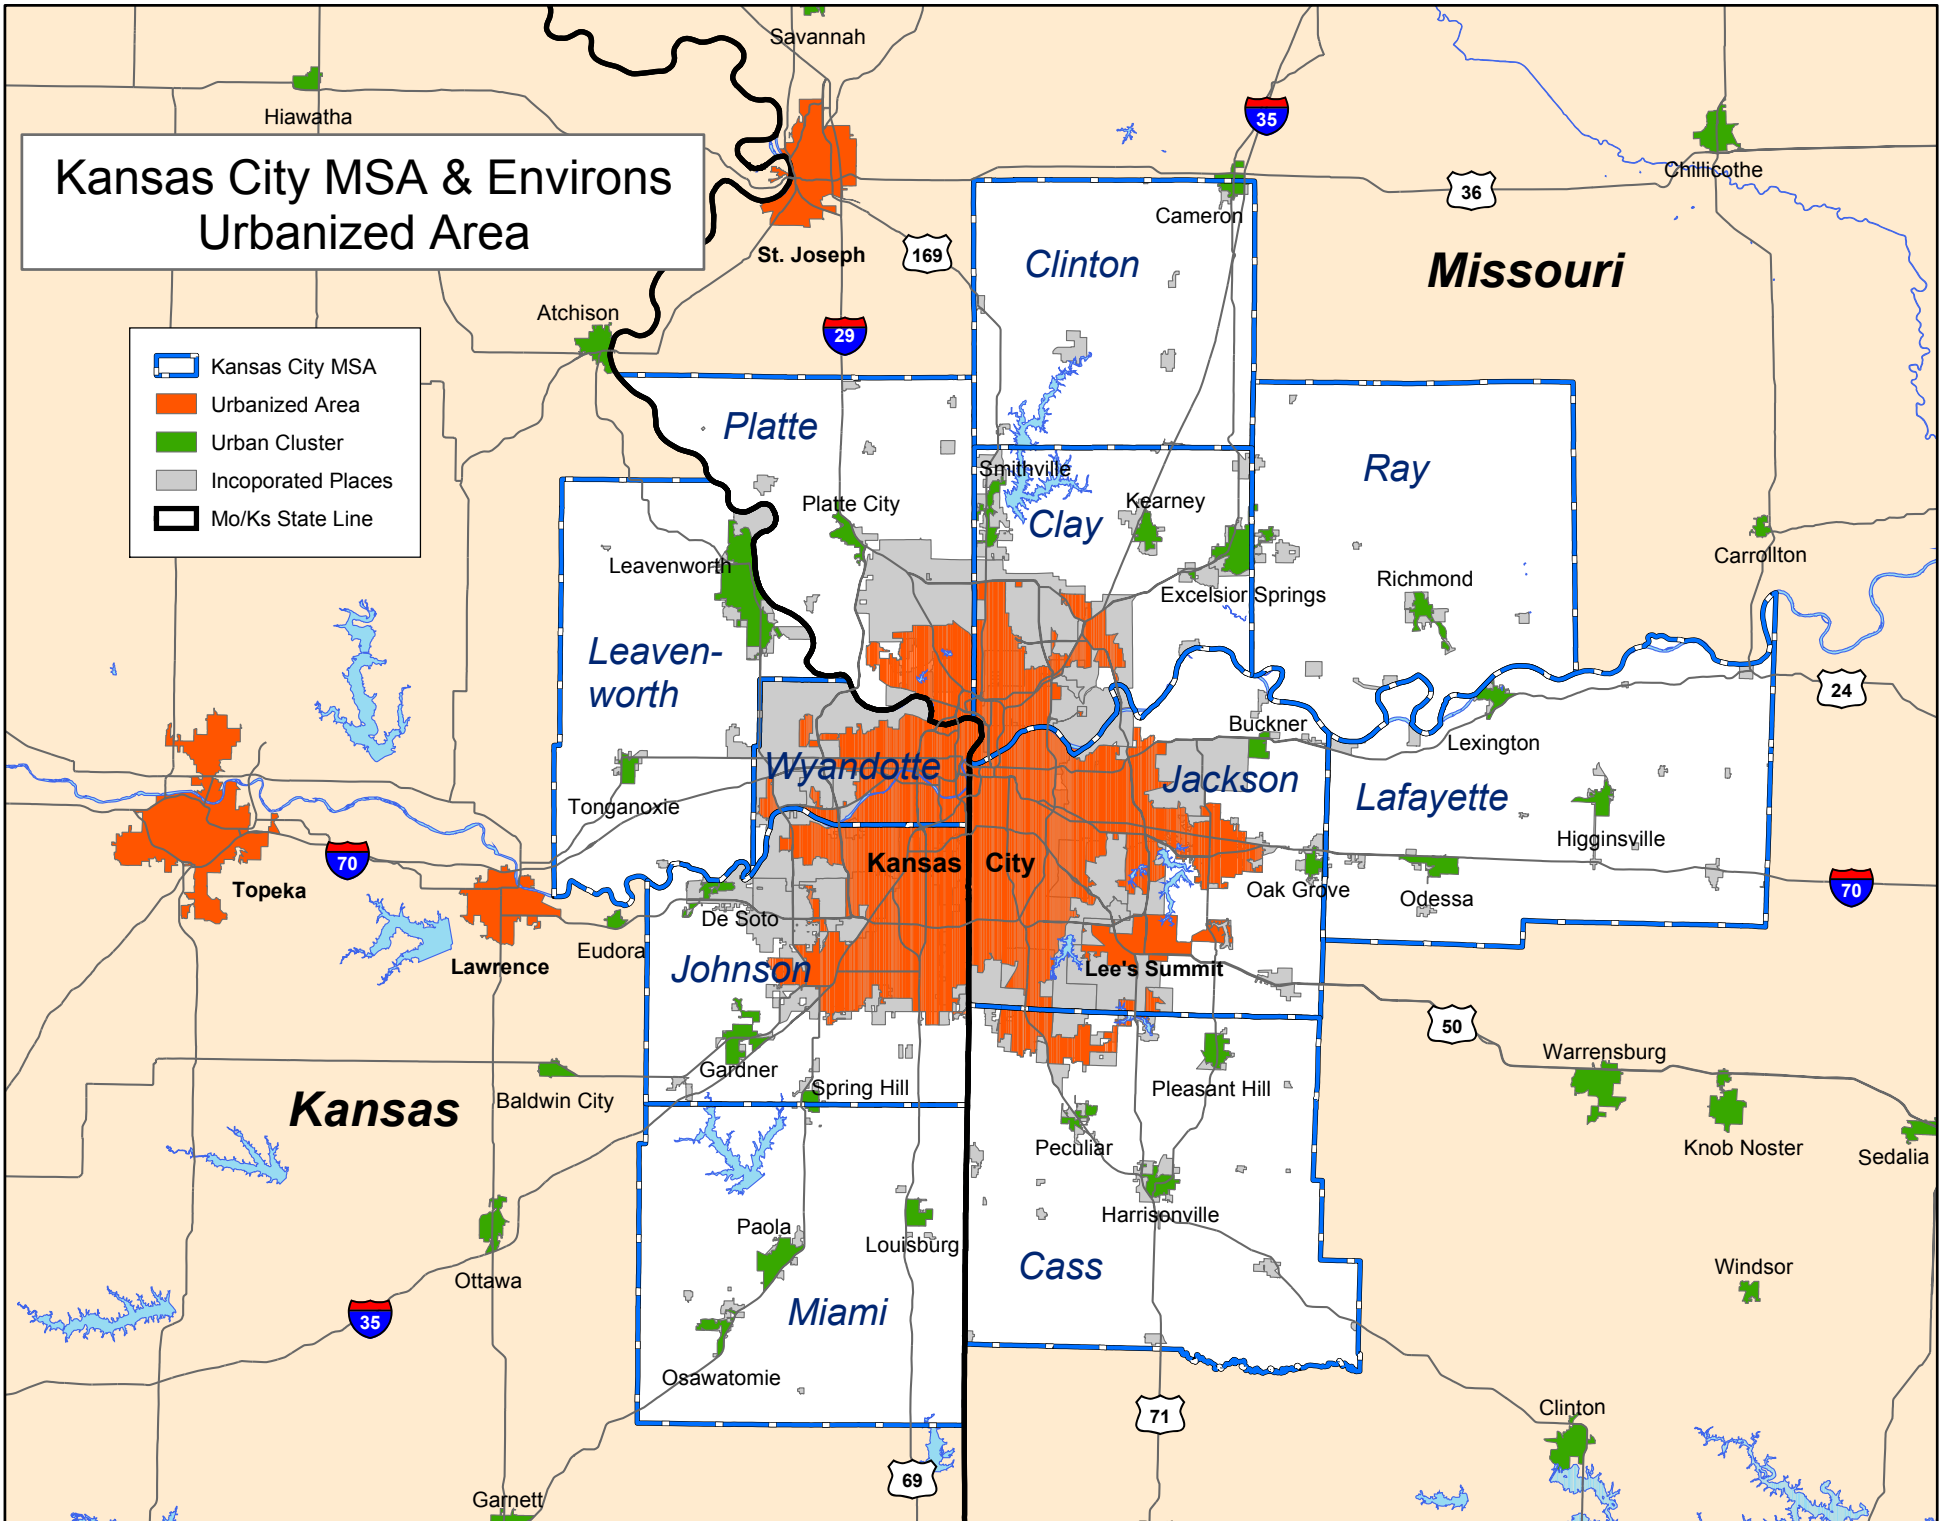 Savannah
Hiawatha
35
Kansas City MSA & Environs
Urbanized Area
Chillicothe
36
Cameron
St. Joseph
169
Clinton
Missouri
Atchison
29
Kansas City MSA
Urbanized Area
Urban Cluster
Incoporated Places
Mo/Ks State Line
Platte
Smithville
Ray
Platte City
Kearney
Clay
Leavenworth
Carrollton
Richmond
Excelsior Springs
Leaven-
worth
24
Buckner
Lexington
Wyandotte
Jackson
Lafayette
Tonganoxie
Higginsville
70
Kansas City
Topeka
Oak Grove
Odessa
70
De Soto
Eudora
Lawrence
Johnson
Lee's Summit
50
Warrensburg
Gardner
Spring Hill
Pleasant Hill
Kansas
Baldwin City
Peculiar
Knob Noster
Sedalia
Harrisonville
Paola
Louisburg
Cass
Windsor
Ottawa
Miami
35
Osawatomie
71
Clinton
69
Garnett